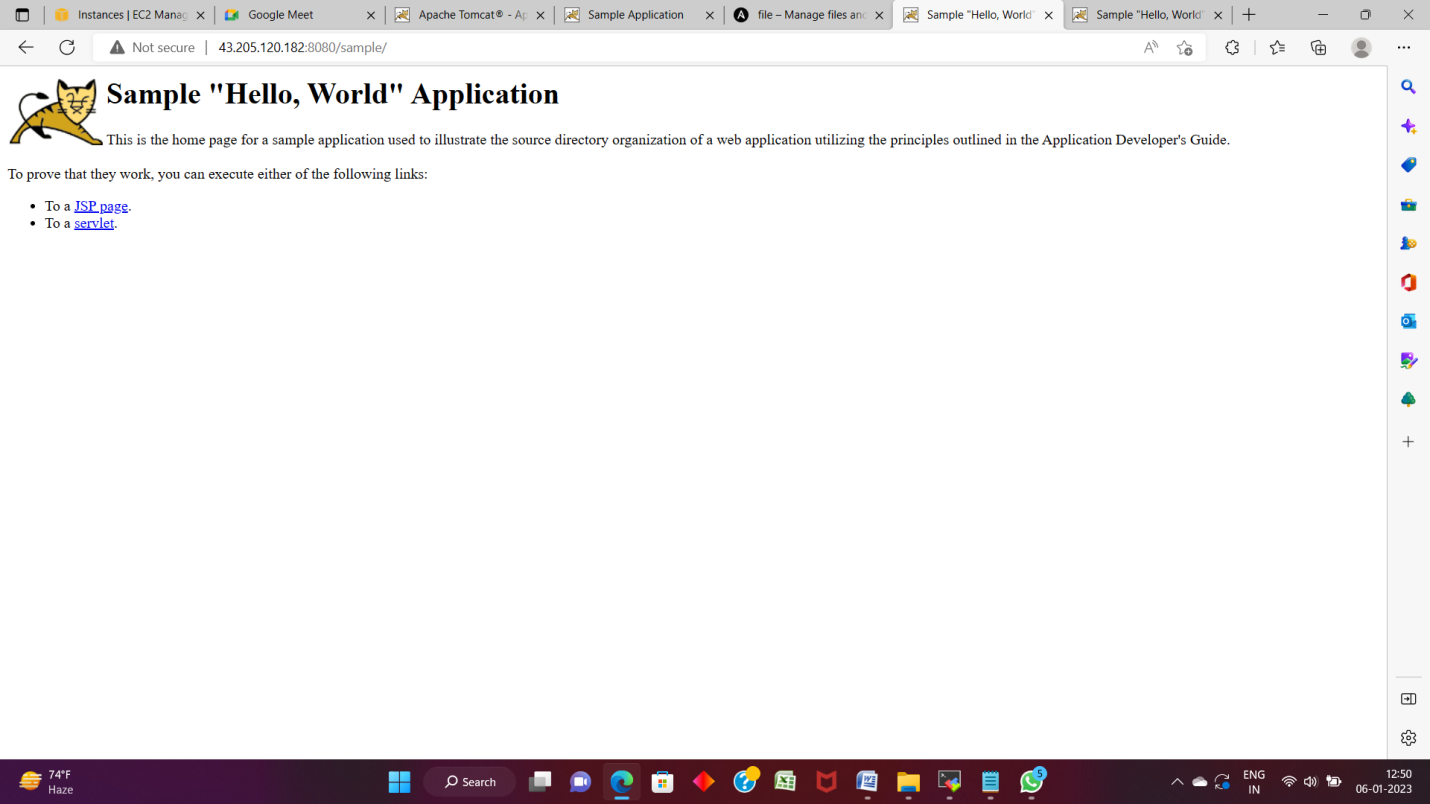 Instances | EC2 Manag
Google Meet
Apache Tomcat® - Ap
Sample Application
file – Manage files and
Sample "Hello, World"
Sample "Hello, World"
Not secure
43.205.120.182:8080/sample/
Sample "Hello, World" Application
This is the home page for a sample application used to illustrate the source directory organization of a web application utilizing the principles outlined in the Application Developer's Guide.
To prove that they work, you can execute either of the following links:
• To a JSP page.
• To a servlet.
74°F
Haze
Search
5
ENG
IN
12:50
06-01-2023